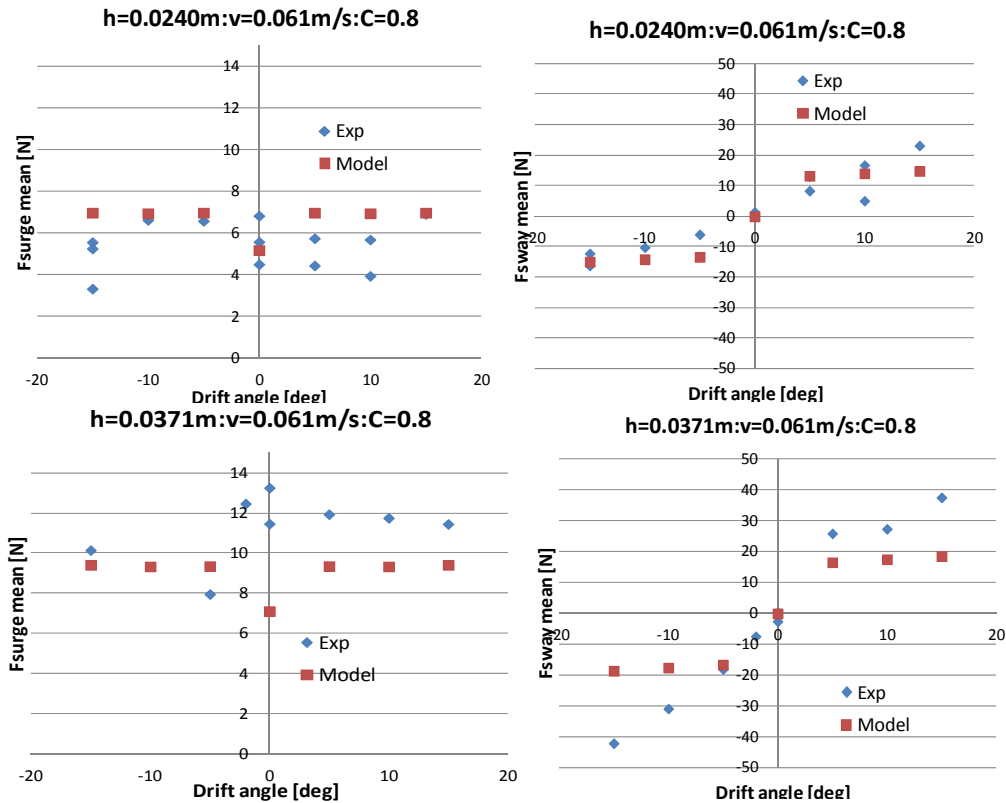 h=0.0240m:v=0.061m/s:C=0.8
Fsurge mean [N]
14
12
10
8
6
4
2
0
-20
-10
0
10
20
Exp
Model
Drift angle [deg]
h=0.0240m:v=0.061m/s:C=0.8
Fsway mean [N]
50
40
30
20
10
0
-10
-20
-30
-40
-50
-20
-10
0
10
20
Exp
Model
Drift angle [deg]
h=0.0371m:v=0.061m/s:C=0.8
Fsurge mean [N]
14
12
10
8
6
4
2
0
-20
-10
0
10
20
Exp
Model
Drift angle [deg]
h=0.0371m:v=0.061m/s:C=0.8
Fsway mean [N]
50
40
30
20
10
0
-10
-20
-30
-40
-50
-20
-10
0
10
20
Exp
Model
Drift angle [deg]